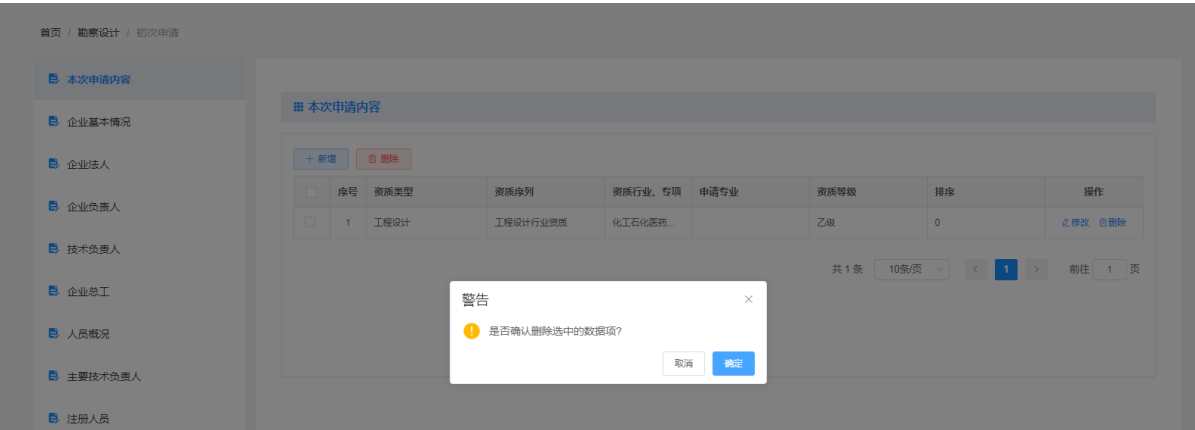 首页 / 勘察设计 / 初次申请
本次申请内容
企业基本情况
企业法人
企业负责人
技术负责人
企业总工
人员概况
主要技术负责人
注册人员
本次申请内容
+ 新增 删除
序号 资质类型 资质序列 资质行业、专项 申请专业 资质等级 排序 操作
1 工程设计 工程设计行业资质 化工石化医药... 乙级 0 修改 删除
共 1 条 10条/页 < 1 > 前往 1 页
警告
是否确认删除选中的数据项?
取消 确定